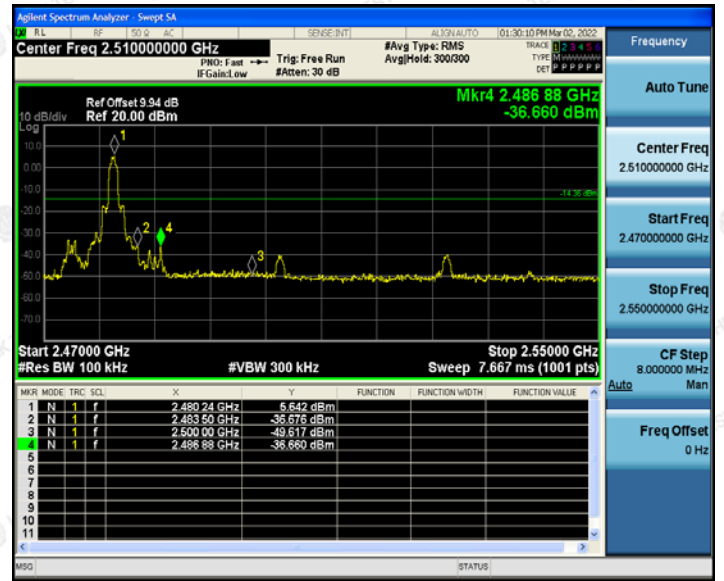 Agilent Spectrum Analyzer - Swept SA
RL RF 50 Ω AC SENSE:INT ALIGNAUTO 01:30:10 PM Mar 02, 2022
Center Freq 2.510000000 GHz
#Avg Type: RMS
TRACE 1 2 3 4 5 6
PNO: Fast
Trig: Free Run
Avg|Hold: 300/300
TYPE M
IFGain:Low
#Atten: 30 dB
DET P P P P P P
Frequency
Mkr4 2.486 88 GHz
-36.660 dBm
Ref Offset 9.94 dB
10 dB/div Ref 20.00 dBm
Log
10.0
0.00
-10.0
-20.0
-30.0
-40.0
-50.0
-60.0
-70.0
1
2
4
3
-14.35 dBm
Start 2.47000 GHz Stop 2.55000 GHz
#Res BW 100 kHz #VBW 300 kHz Sweep 7.667 ms (1001 pts)
MKR MODE TRC SCL X Y FUNCTION FUNCTION WIDTH FUNCTION VALUE
1 N 1 f 2.480 24 GHz 5.642 dBm
2 N 1 f 2.483 50 GHz -36.676 dBm
3 N 1 f 2.500 00 GHz -49.617 dBm
4 N 1 f 2.486 88 GHz -36.660 dBm
5
6
7
8
9
10
11
MSG STATUS
Auto Tune
Center Freq
2.510000000 GHz
Start Freq
2.470000000 GHz
Stop Freq
2.550000000 GHz
CF Step
8.000000 MHz
Auto Man
Freq Offset
0 Hz